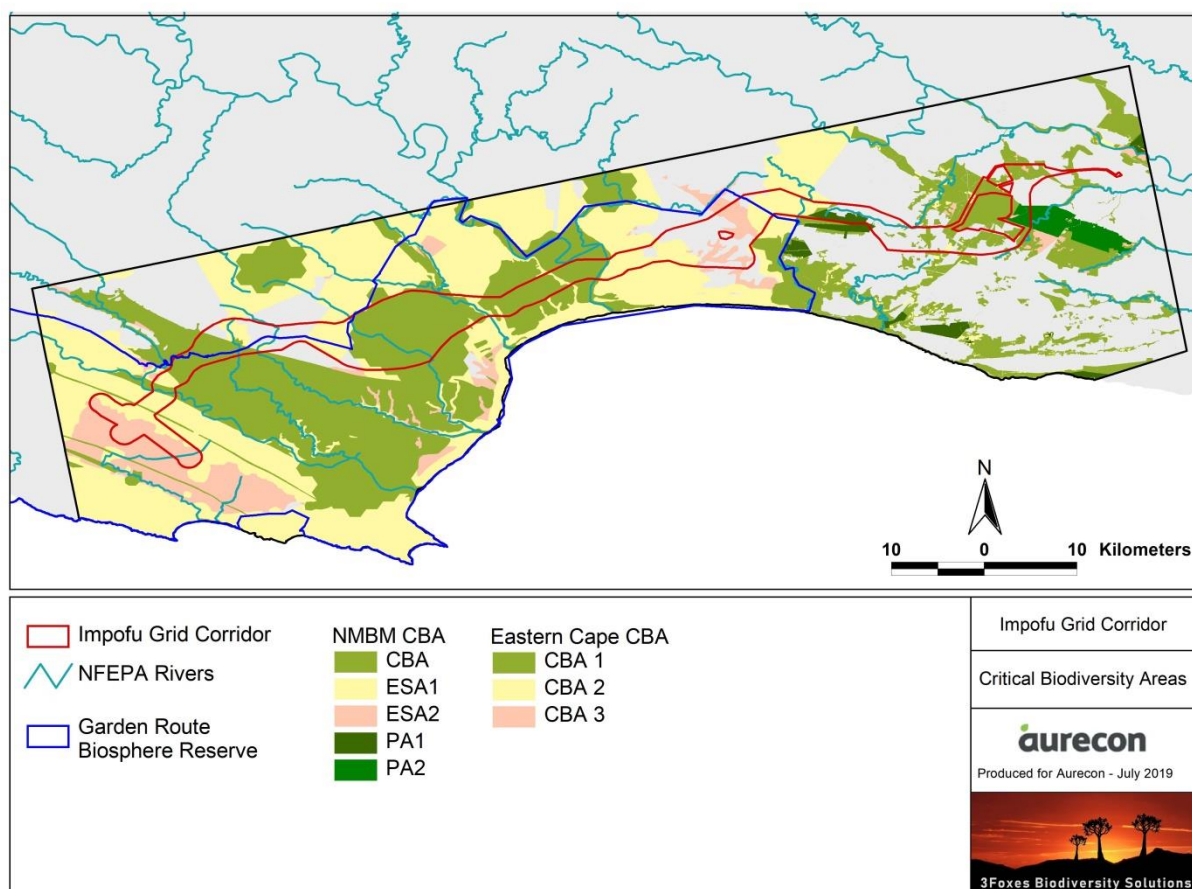 N
10 0 10 Kilometers
Impofu Grid Corridor
NFEPA Rivers
Garden Route
Biosphere Reserve
NMBM CBA
CBA
ESA1
ESA2
PA1
PA2
Eastern Cape CBA
CBA 1
CBA 2
CBA 3
Impofu Grid Corridor
Critical Biodiversity Areas
aurecon
Produced for Aurecon - July 2019
3Foxes Biodiversity Solutions